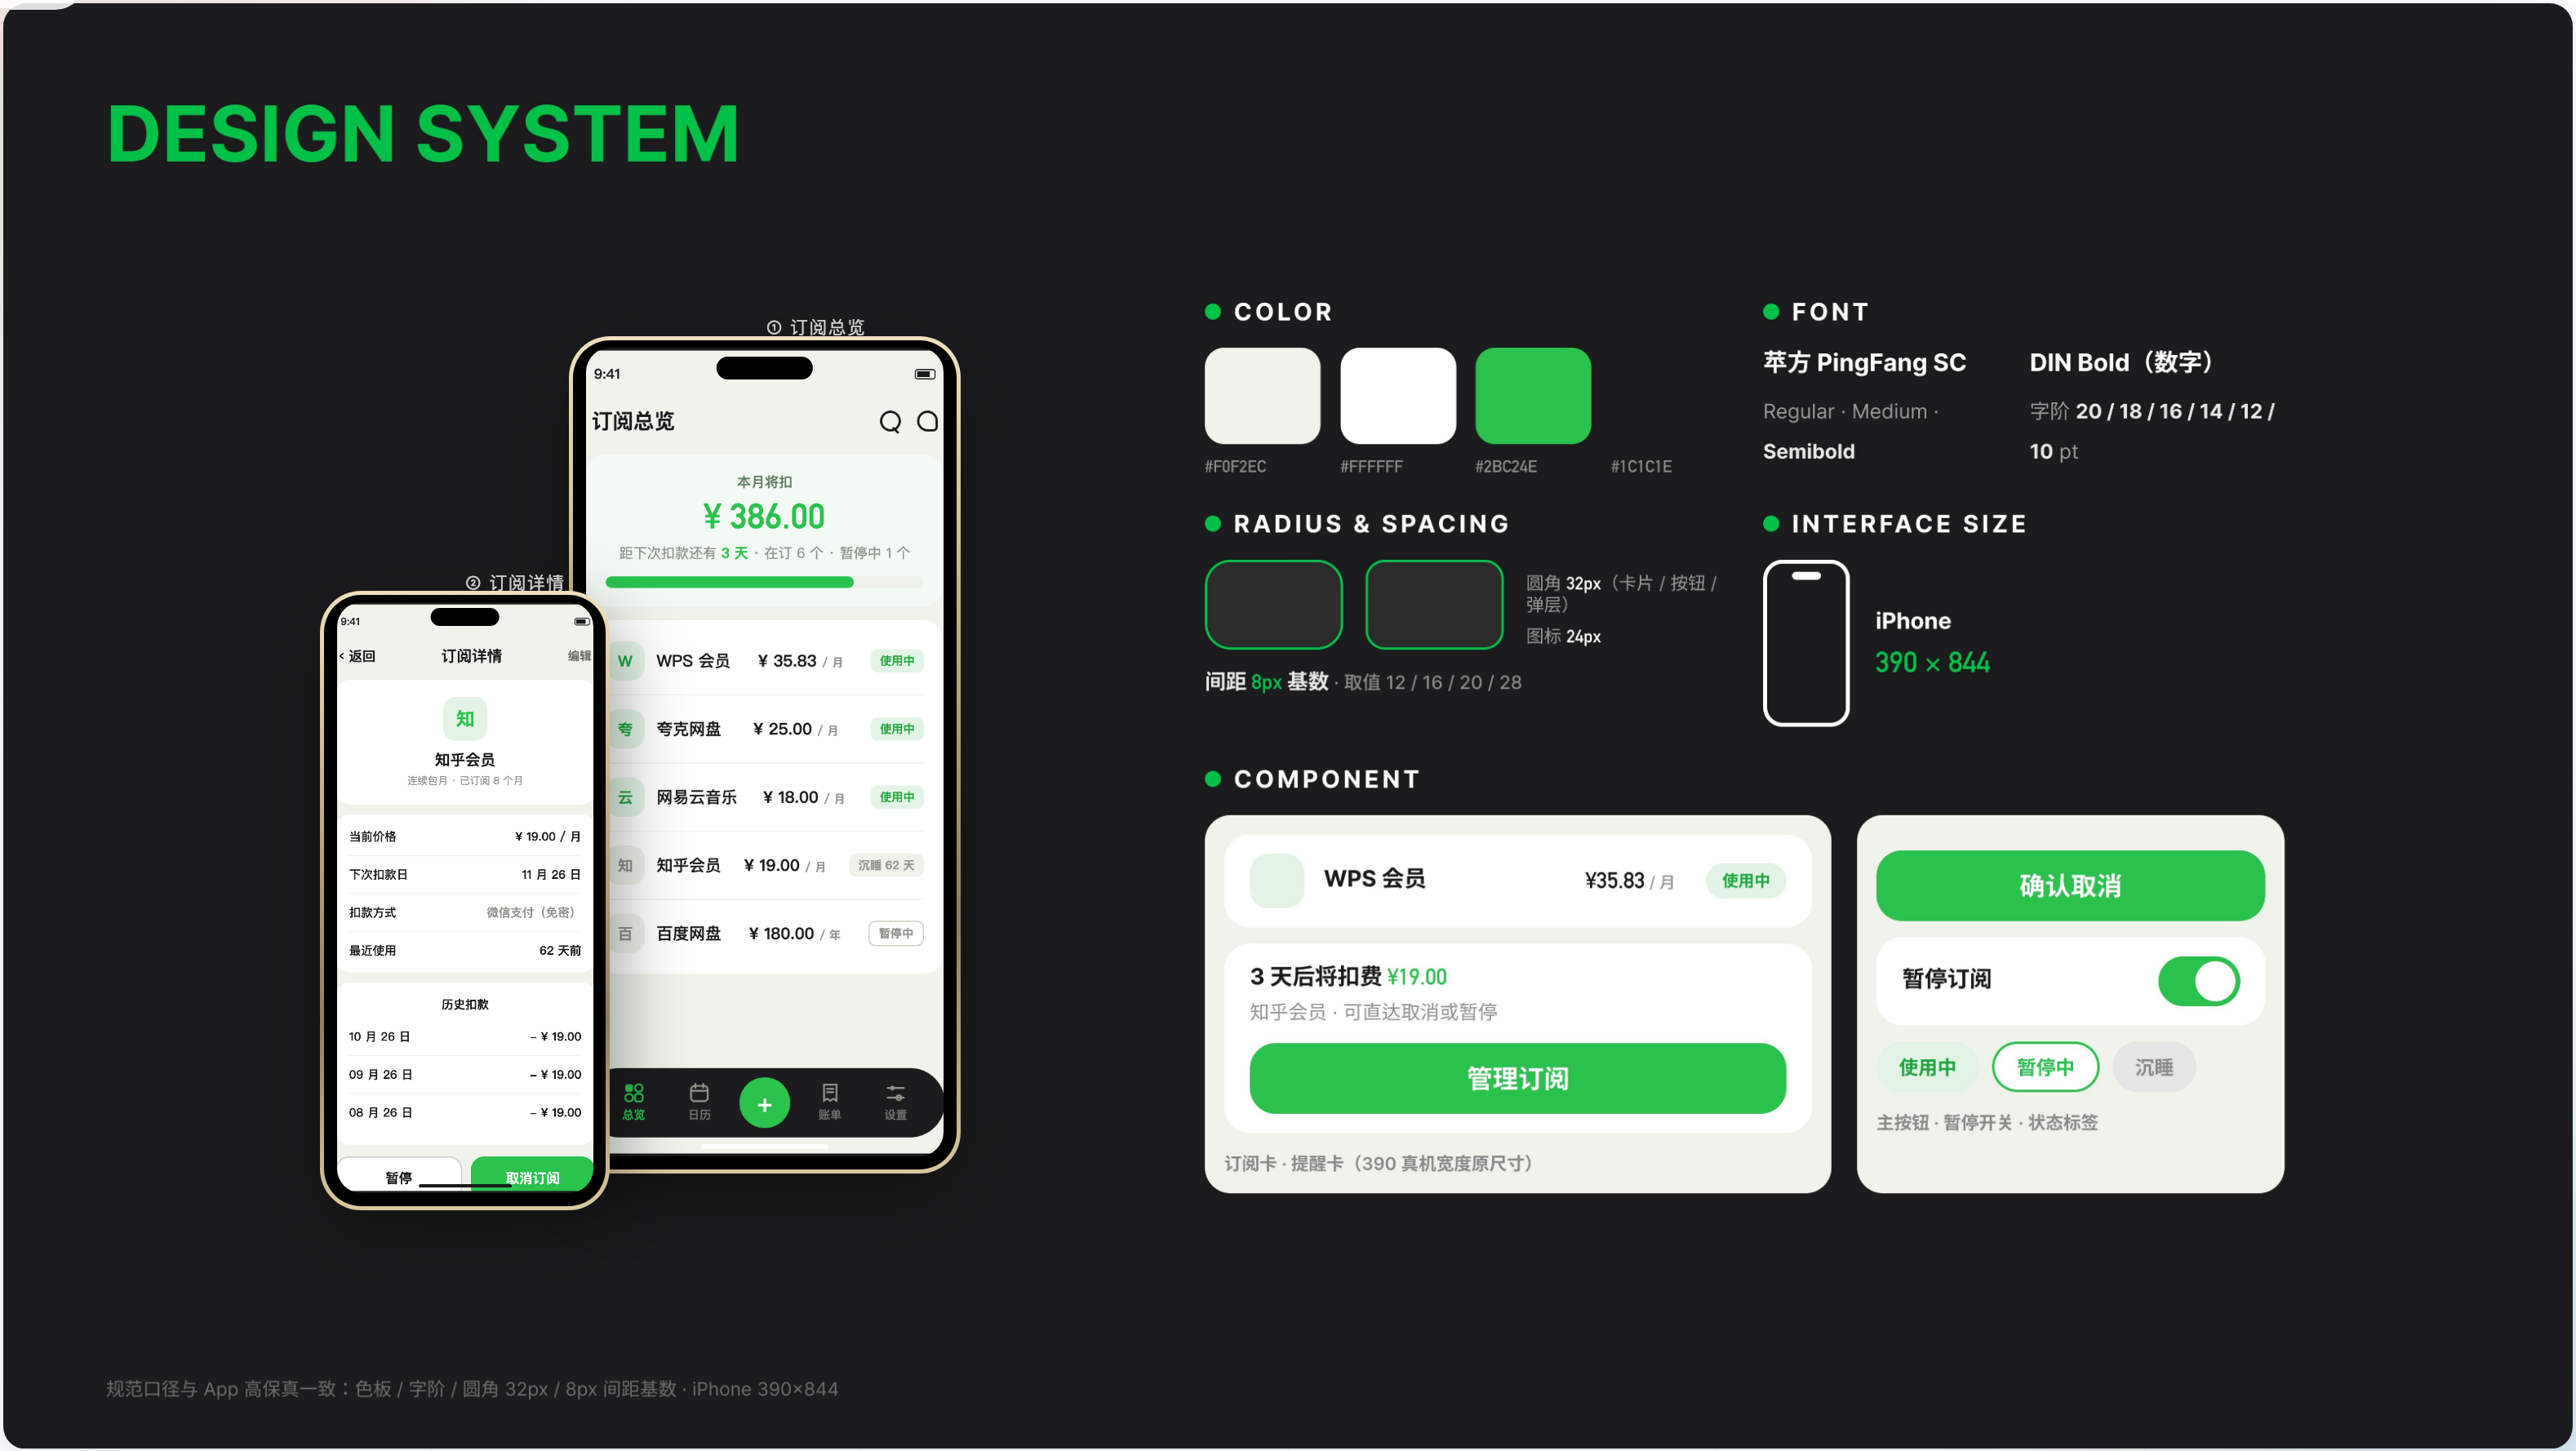 DESIGN SYSTEM
① 订阅总览
9:41
订阅总览
本月将扣
¥ 386.00
距下次扣款还有 3 天 · 在订 6 个 · 暂停中 1 个
W WPS 会员 ¥ 35.83 / 月 使用中
夸 夸克网盘 ¥ 25.00 / 月 使用中
云 网易云音乐 ¥ 18.00 / 月 使用中
知 知乎会员 ¥ 19.00 / 月 沉睡 62 天
百 百度网盘 ¥ 180.00 / 年 暂停中
总览 日历 + 账单 设置
② 订阅详情
9:41
‹ 返回 订阅详情 编辑
知
知乎会员
连续包月 · 已订阅 8 个月
当前价格 ¥ 19.00 / 月
下次扣款日 11 月 26 日
扣款方式 微信支付（免密）
最近使用 62 天前
历史扣款
10 月 26 日 – ¥ 19.00
09 月 26 日 – ¥ 19.00
08 月 26 日 – ¥ 19.00
暂停 取消订阅
COLOR
#F0F2EC #FFFFFF #2BC24E #1C1C1E
FONT
苹方 PingFang SC
Regular · Medium ·
Semibold
DIN Bold（数字）
字阶 20 / 18 / 16 / 14 / 12 /
10 pt
RADIUS & SPACING
圆角 32px（卡片 / 按钮 /
弹层）
图标 24px
间距 8px 基数 · 取值 12 / 16 / 20 / 28
INTERFACE SIZE
iPhone
390 × 844
COMPONENT
WPS 会员 ¥35.83 / 月 使用中
3 天后将扣费 ¥19.00
知乎会员 · 可直达取消或暂停
管理订阅
订阅卡 · 提醒卡（390 真机宽度原尺寸）
确认取消
暂停订阅
使用中 暂停中 沉睡
主按钮 · 暂停开关 · 状态标签
规范口径与 App 高保真一致：色板 / 字阶 / 圆角 32px / 8px 间距基数 · iPhone 390×844